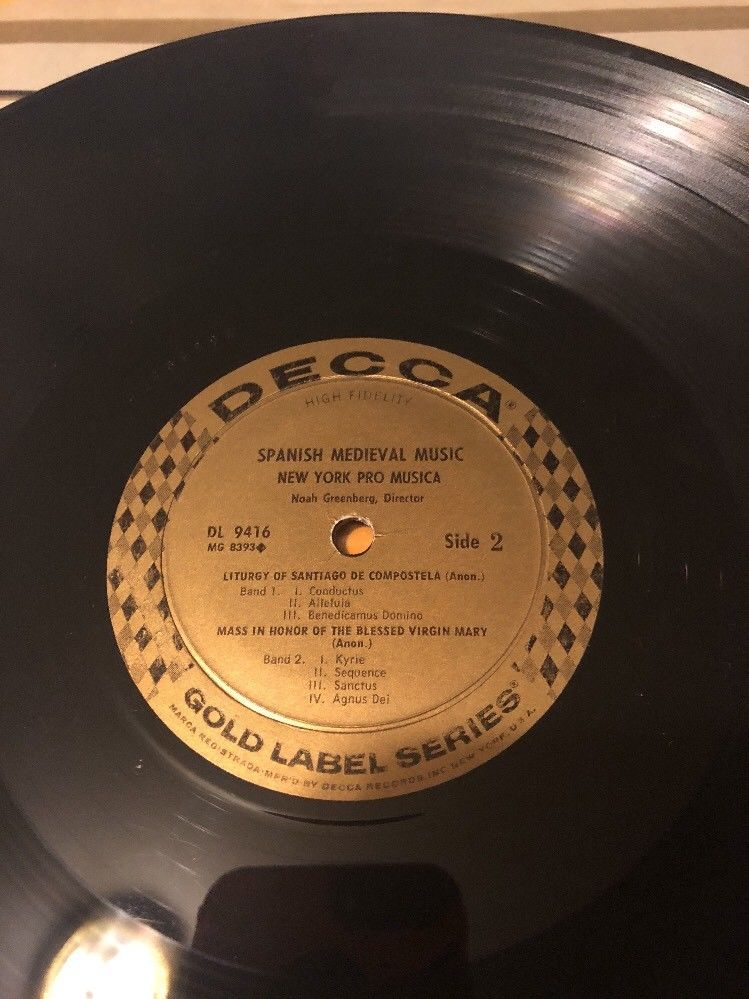 DECCA®
HIGH FIDELITY
SPANISH MEDIEVAL MUSIC
NEW YORK PRO MUSICA
Noah Greenberg, Director
DL 9416
MG 8393◆
Side 2
LITURGY OF SANTIAGO DE COMPOSTELA (Anon.)
Band 1. I. Conductus
II. Alleluia
III. Benedicamus Domino
MASS IN HONOR OF THE BLESSED VIRGIN MARY
(Anon.)
Band 2. I. Kyrie
II. Sequence
III. Sanctus
IV. Agnus Dei
GOLD LABEL SERIES®
MARCA REGISTRADA·MFR'D BY DECCA RECORDS, INC NEW YORK, U.S.A.